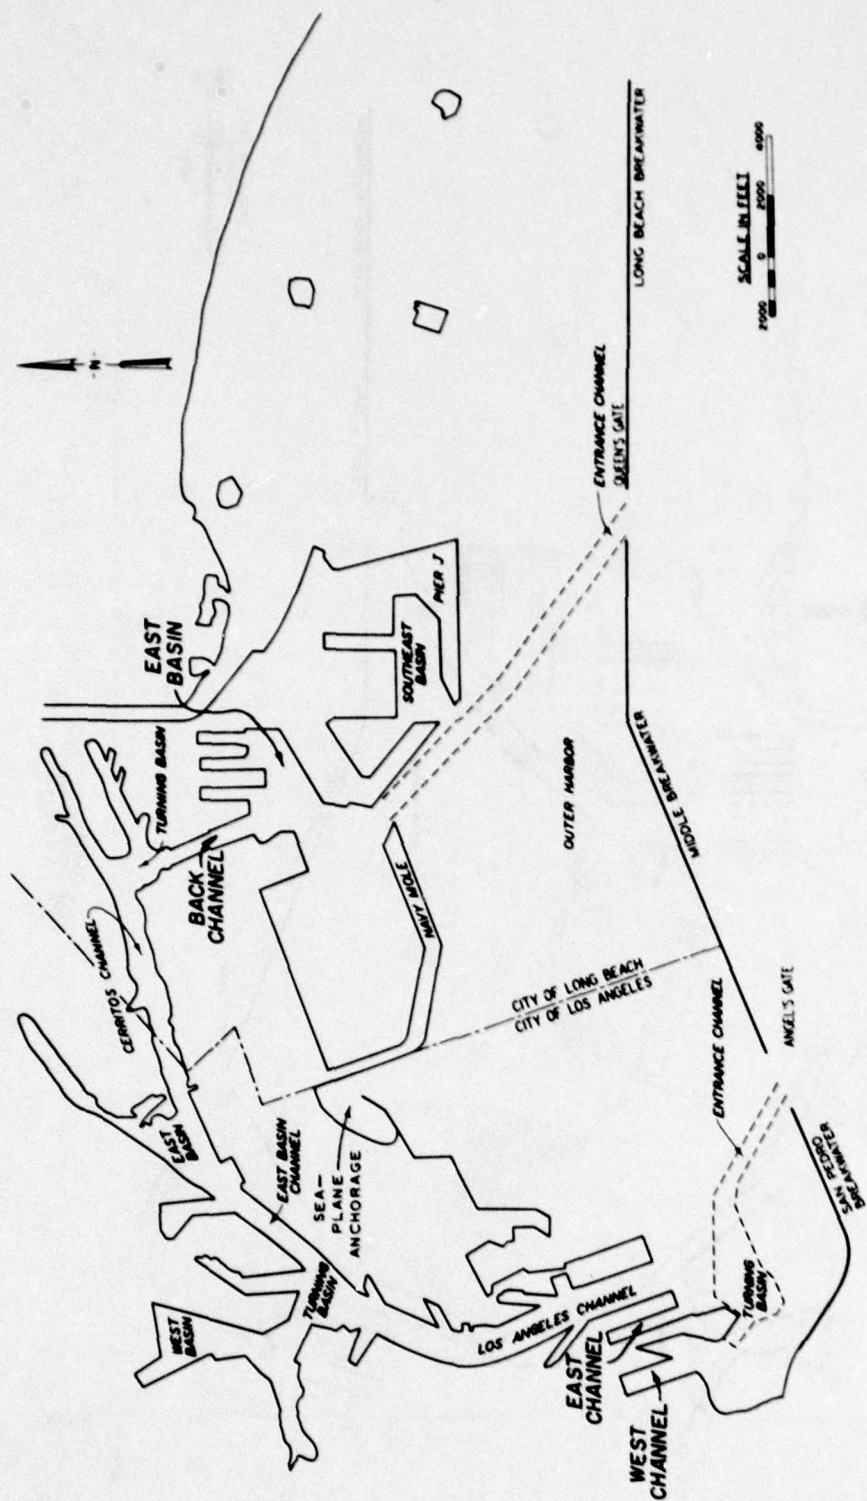 -N-
EAST
BASIN
TURNING BASIN
CERRITOS CHANNEL
BACK
CHANNEL
WEST
BASIN
EAST
BASIN
EAST BASIN
CHANNEL
TURNING
BASIN
SEA-
PLANE
ANCHORAGE
NAVY MOLE
SOUTHEAST
BASIN
PIER J
LOS ANGELES CHANNEL
CITY OF LONG BEACH
CITY OF LOS ANGELES
OUTER HARBOR
ENTRANCE CHANNEL
QUEEN'S GATE
LONG BEACH BREAKWATER
MIDDLE BREAKWATER
EAST
CHANNEL
WEST
CHANNEL
TURNING
BASIN
ENTRANCE CHANNEL
ANGEL'S GATE
SAN PEDRO
BREAKWATER
SCALE IN FEET
2000 0 2000 4000